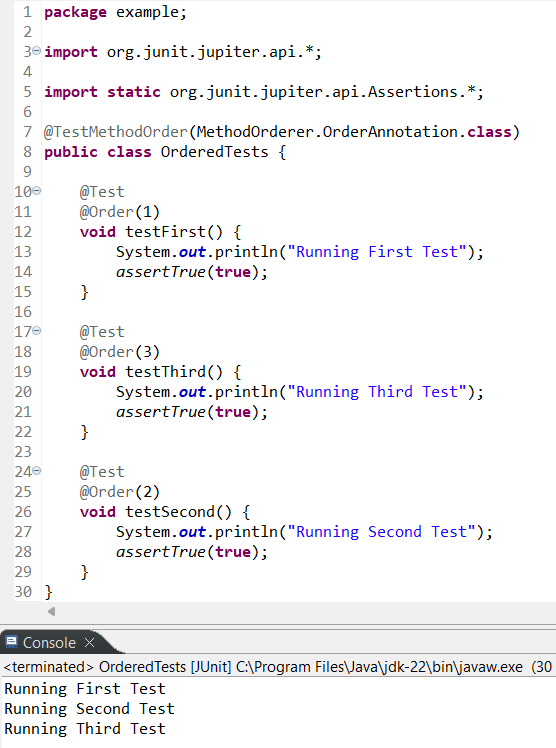 1 package example;
2
3 import org.junit.jupiter.api.*;
4
5 import static org.junit.jupiter.api.Assertions.*;
6
7 @TestMethodOrder(MethodOrderer.OrderAnnotation.class)
8 public class OrderedTests {
9
10 @Test
11 @Order(1)
12 void testFirst() {
13 System.out.println("Running First Test");
14 assertTrue(true);
15 }
16
17 @Test
18 @Order(3)
19 void testThird() {
20 System.out.println("Running Third Test");
21 assertTrue(true);
22 }
23
24 @Test
25 @Order(2)
26 void testSecond() {
27 System.out.println("Running Second Test");
28 assertTrue(true);
29 }
30 }
Console
<terminated> OrderedTests [JUnit] C:\Program Files\Java\jdk-22\bin\javaw.exe (30
Running First Test
Running Second Test
Running Third Test